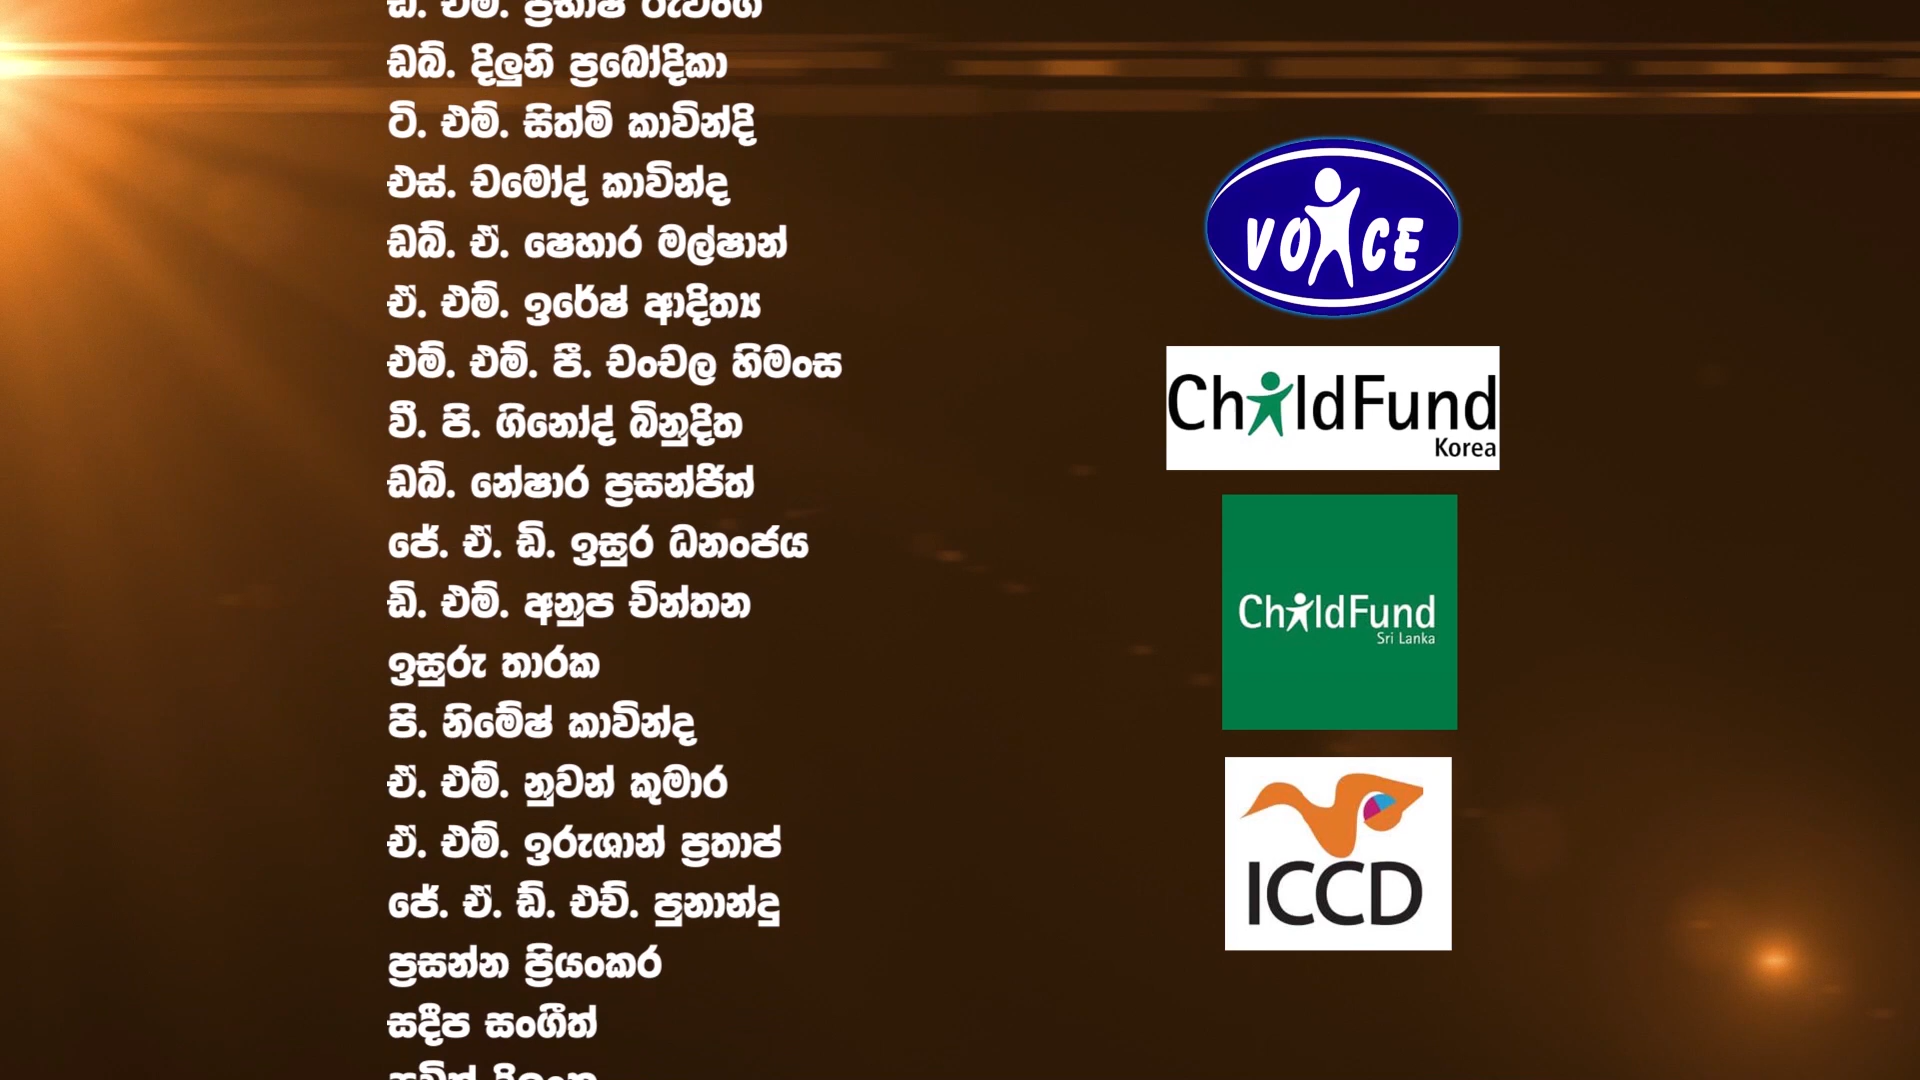 ඩබ්. දිලුනි ප්‍රබෝදිකා
ටි. එම්. සිත්මි කාවින්දි
එස්. චමෝද් කාවින්ද
ඩබ්. ඒ. ෂෙහාර මල්ෂාන්
ඒ. එම්. ඉරේෂ් ආදිත්‍ය
එම්. එම්. පී. චංචල හිමංස
වී. පි. ගිනෝද් බිනුදිත
ඩබ්. නේෂාර ප්‍රසන්ජිත්
ජේ. ඒ. ඩි. ඉසුර ධනංජය
ඩි. එම්. අනුප චින්තන
ඉසුරු තාරක
පි. නිමේෂ් කාවින්ද
ඒ. එම්. නුවන් කුමාර
ඒ. එම්. ඉරුශාන් ප්‍රතාප්
ජේ. ඒ. ඩ්. එච්. පුනාන්දු
ප්‍රසන්න ප්‍රියංකර
සදීප සංගීත්
VOICE
ChildFund
Korea
ChildFund
Sri Lanka
ICCD